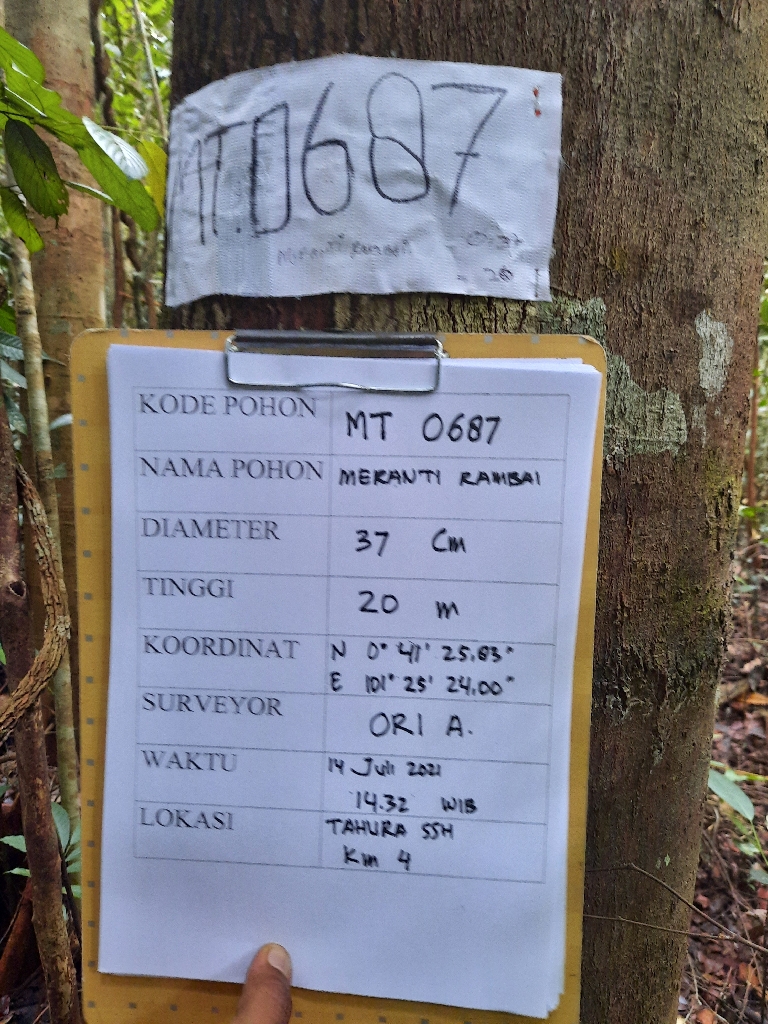 MT.0687
Meranti Rambai - 0.37
- 20
KODE POHON MT 0687
NAMA POHON MERANTI RAMBAI
DIAMETER 37 Cm
TINGGI 20 m
KOORDINAT N 0° 41' 25.83"
E 101° 25' 24.00"
SURVEYOR ORI A.
WAKTU 14 Juli 2021
14.32 WIB
LOKASI TAHURA SSH
Km 4